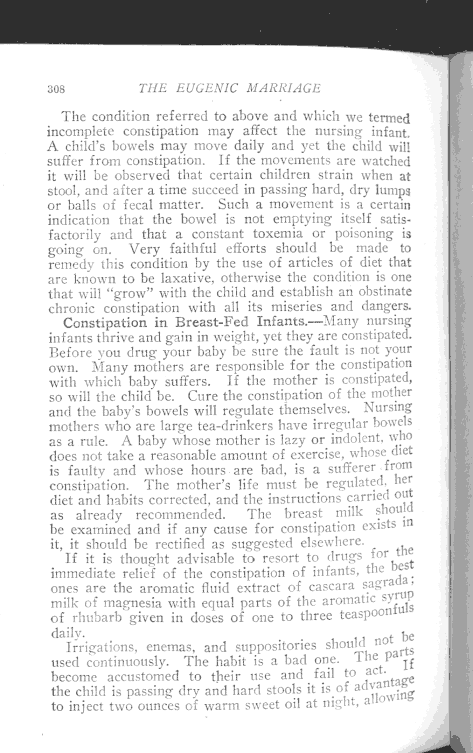 308 THE EUGENIC MARRIAGE
The condition referred to above and which we termed
incomplete constipation may affect the nursing infant.
A child's bowels may move daily and yet the child will
suffer from constipation. If the movements are watched
it will be observed that certain children strain when at
stool, and after a time succeed in passing hard, dry lumps
or balls of fecal matter. Such a movement is a certain
indication that the bowel is not emptying itself satis-
factorily and that a constant toxemia or poisoning is
going on. Very faithful efforts should be made to
remedy this condition by the use of articles of diet that
are known to be laxative, otherwise the condition is one
that will "grow" with the child and establish an obstinate
chronic constipation with all its miseries and dangers.
Constipation in Breast-Fed Infants.—Many nursing
infants thrive and gain in weight, yet they are constipated.
Before you drug your baby be sure the fault is not your
own. Many mothers are responsible for the constipation
with which baby suffers. If the mother is constipated,
so will the child be. Cure the constipation of the mother
and the baby's bowels will regulate themselves. Nursing
mothers who are large tea-drinkers have irregular bowels
as a rule. A baby whose mother is lazy or indolent, who
does not take a reasonable amount of exercise, whose diet
is faulty and whose hours are bad, is a sufferer from
constipation. The mother's life must be regulated, her
diet and habits corrected, and the instructions carried out
as already recommended. The breast milk should
be examined and if any cause for constipation exists in
it, it should be rectified as suggested elsewhere.
If it is thought advisable to resort to drugs for the
immediate relief of the constipation of infants, the best
ones are the aromatic fluid extract of cascara sagrada;
milk of magnesia with equal parts of the aromatic syrup
of rhubarb given in doses of one to three teaspoonfuls
daily.
Irrigations, enemas, and suppositories should not be
used continuously. The habit is a bad one. The parts
become accustomed to their use and fail to act. If
the child is passing dry and hard stools it is of advantage
to inject two ounces of warm sweet oil at night, allowing